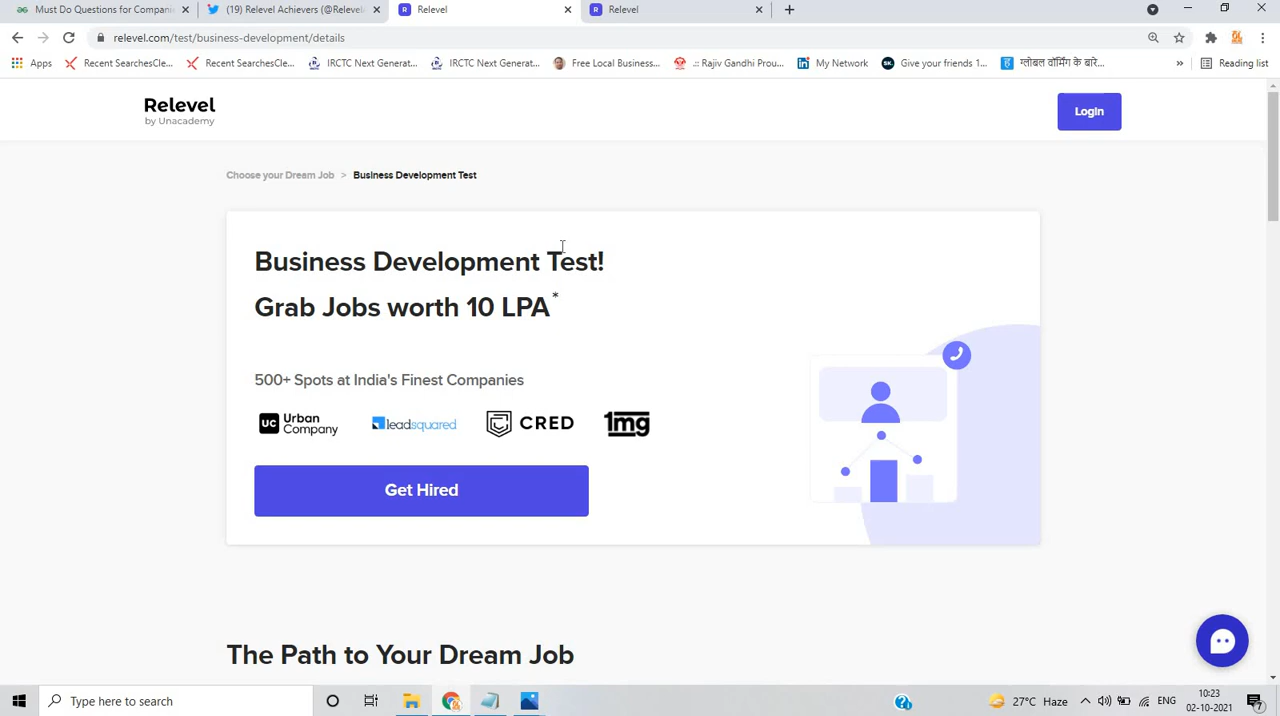 Must Do Questions for Compani
(19) Relevel Achievers (@Relevel
Relevel
Relevel
relevel.com/test/business-development/details
Apps
Recent SearchesCle...
Recent SearchesCle...
IRCTC Next Generat...
IRCTC Next Generat...
Free Local Business...
.:: Rajiv Gandhi Prou...
My Network
Give your friends 1...
ग्लोबल वॉर्मिंग के बारे...
»
Reading list
Relevel
by Unacademy
Login
Choose your Dream Job > Business Development Test
Business Development Test!
Grab Jobs worth 10 LPA*
500+ Spots at India's Finest Companies
UC Urban Company
leadsquared
CRED
1mg
Get Hired
The Path to Your Dream Job
Type here to search
27°C Haze
ENG
10:23
02-10-2021
7